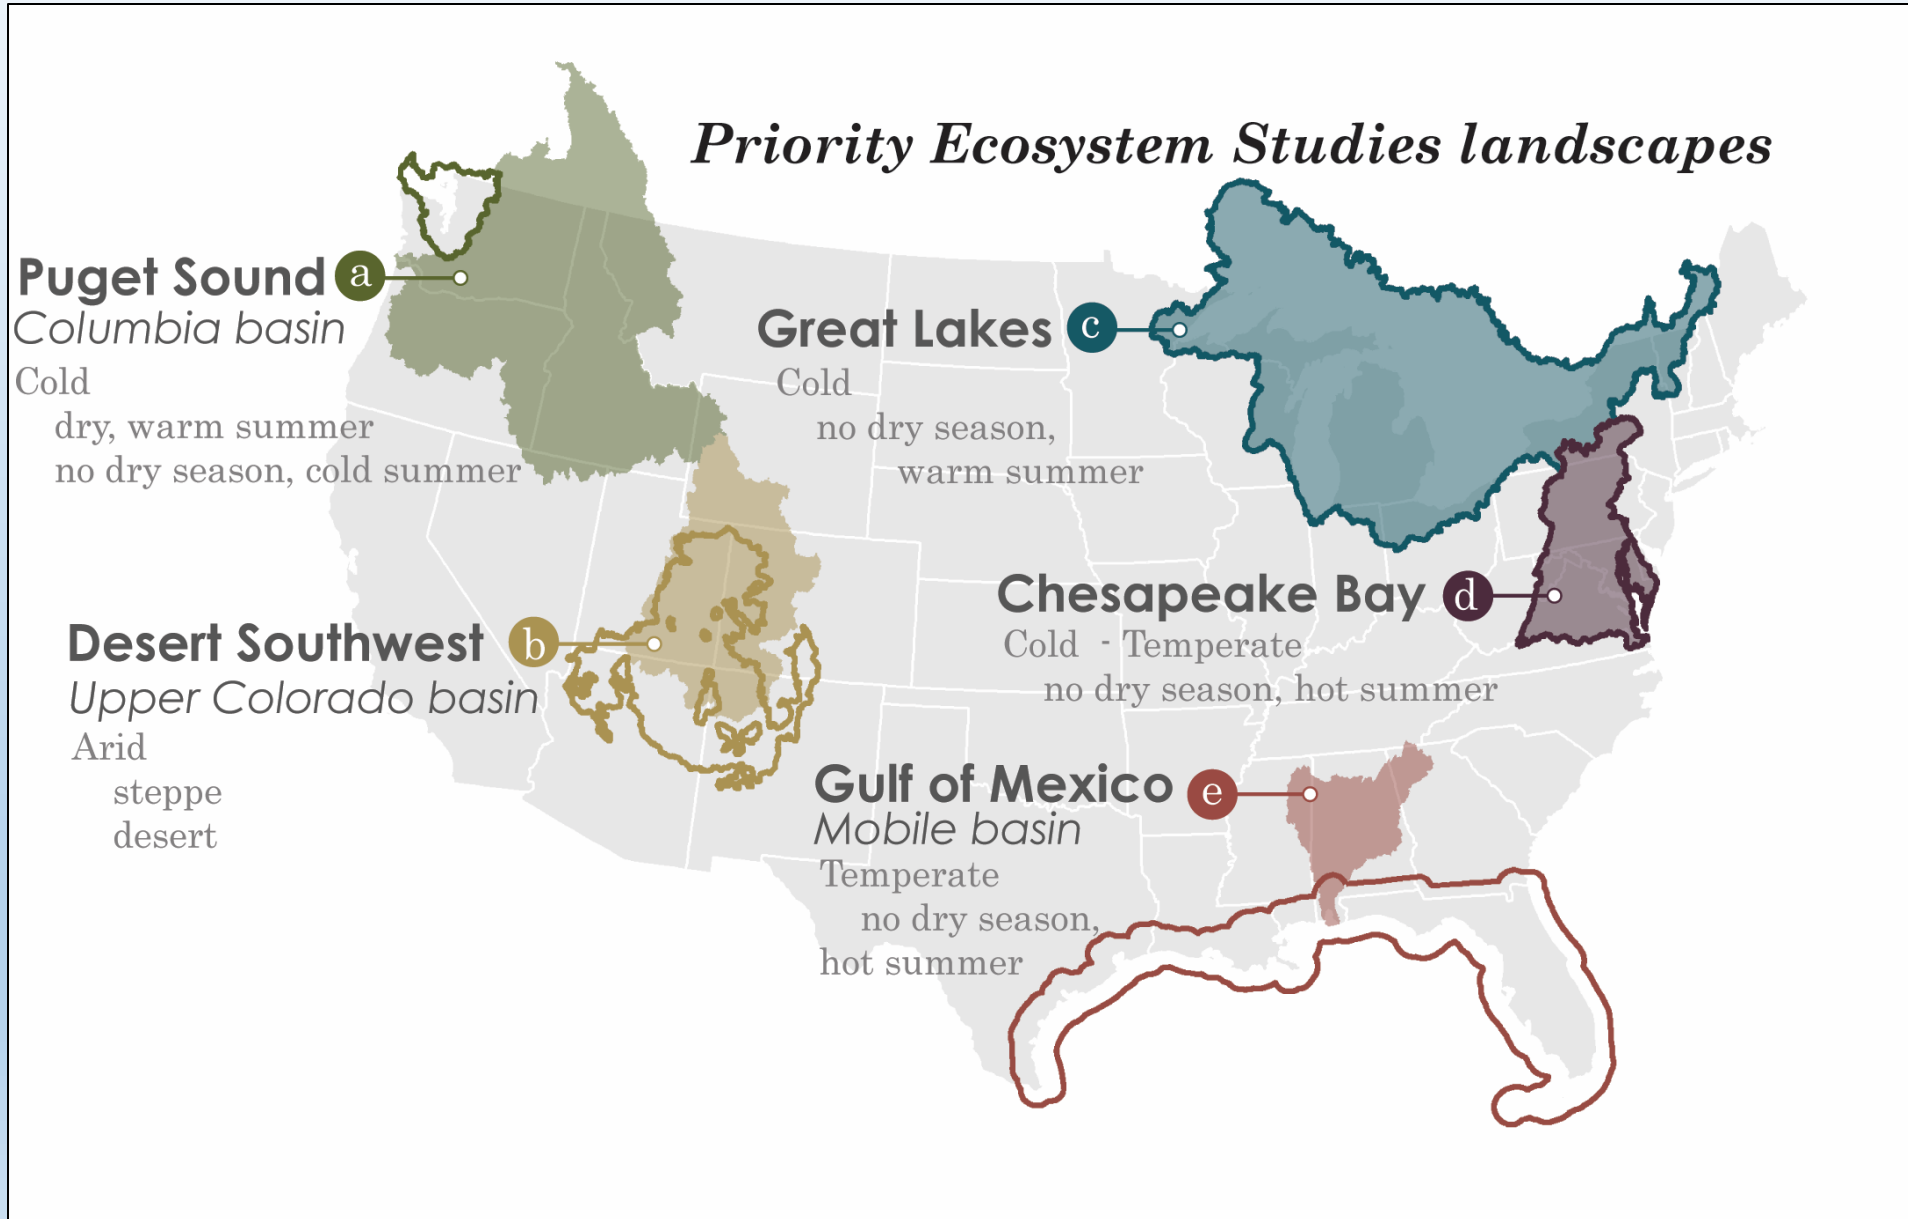 Priority Ecosystem Studies landscapes
Puget Sound a
Columbia basin
Cold
dry, warm summer
no dry season, cold summer
Great Lakes c
Cold
no dry season,
warm summer
Chesapeake Bay d
Cold - Temperate
no dry season, hot summer
Desert Southwest b
Upper Colorado basin
Arid
steppe
desert
Gulf of Mexico e
Mobile basin
Temperate
no dry season,
hot summer